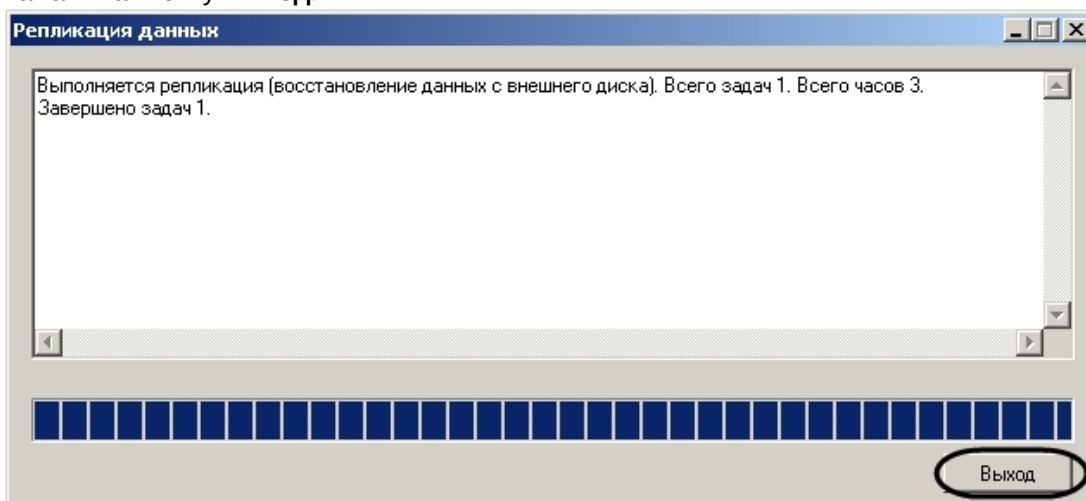 Репликация данных
Выполняется репликация (восстановление данных с внешнего диска). Всего задач 1. Всего часов 3.
Завершено задач 1.
Выход